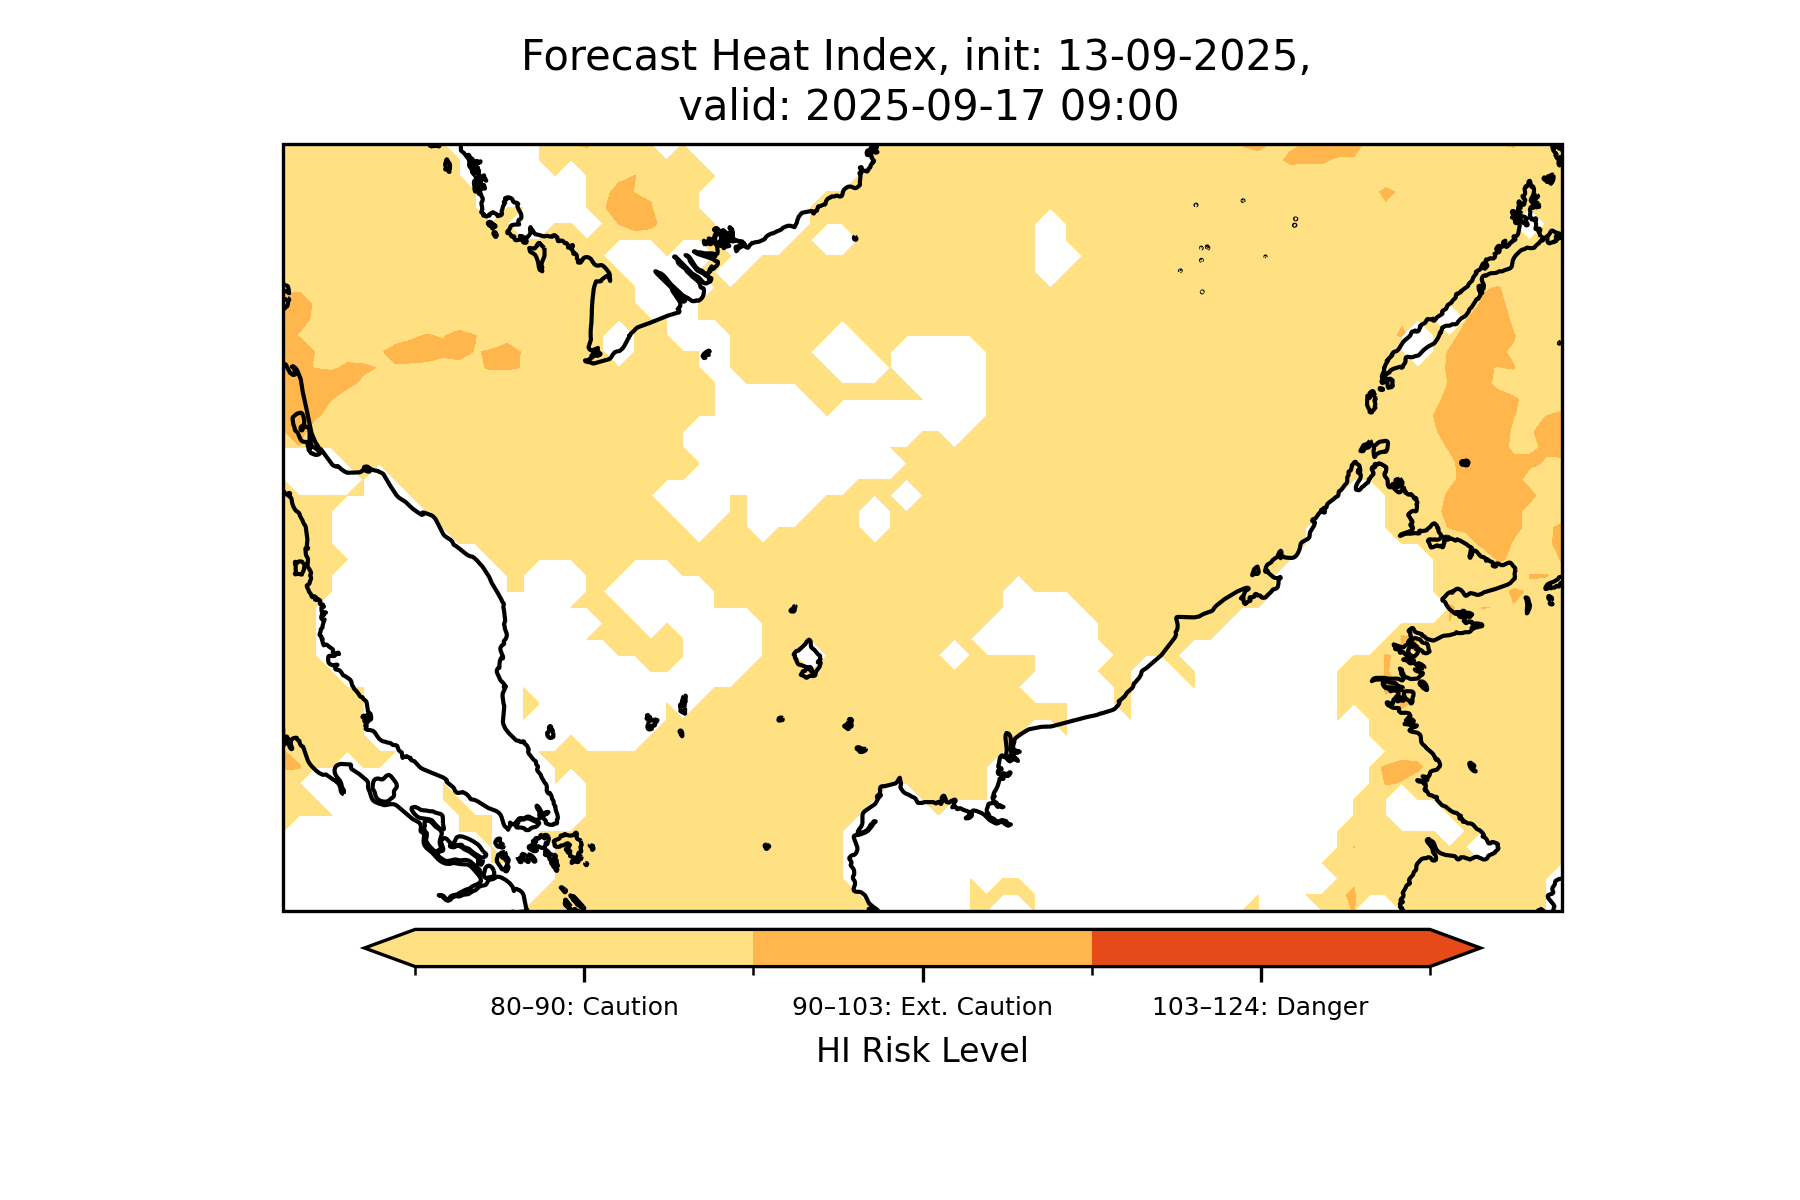 Forecast Heat Index, init: 13-09-2025,
valid: 2025-09-17 09:00
80–90: Caution
90–103: Ext. Caution
103–124: Danger
HI Risk Level